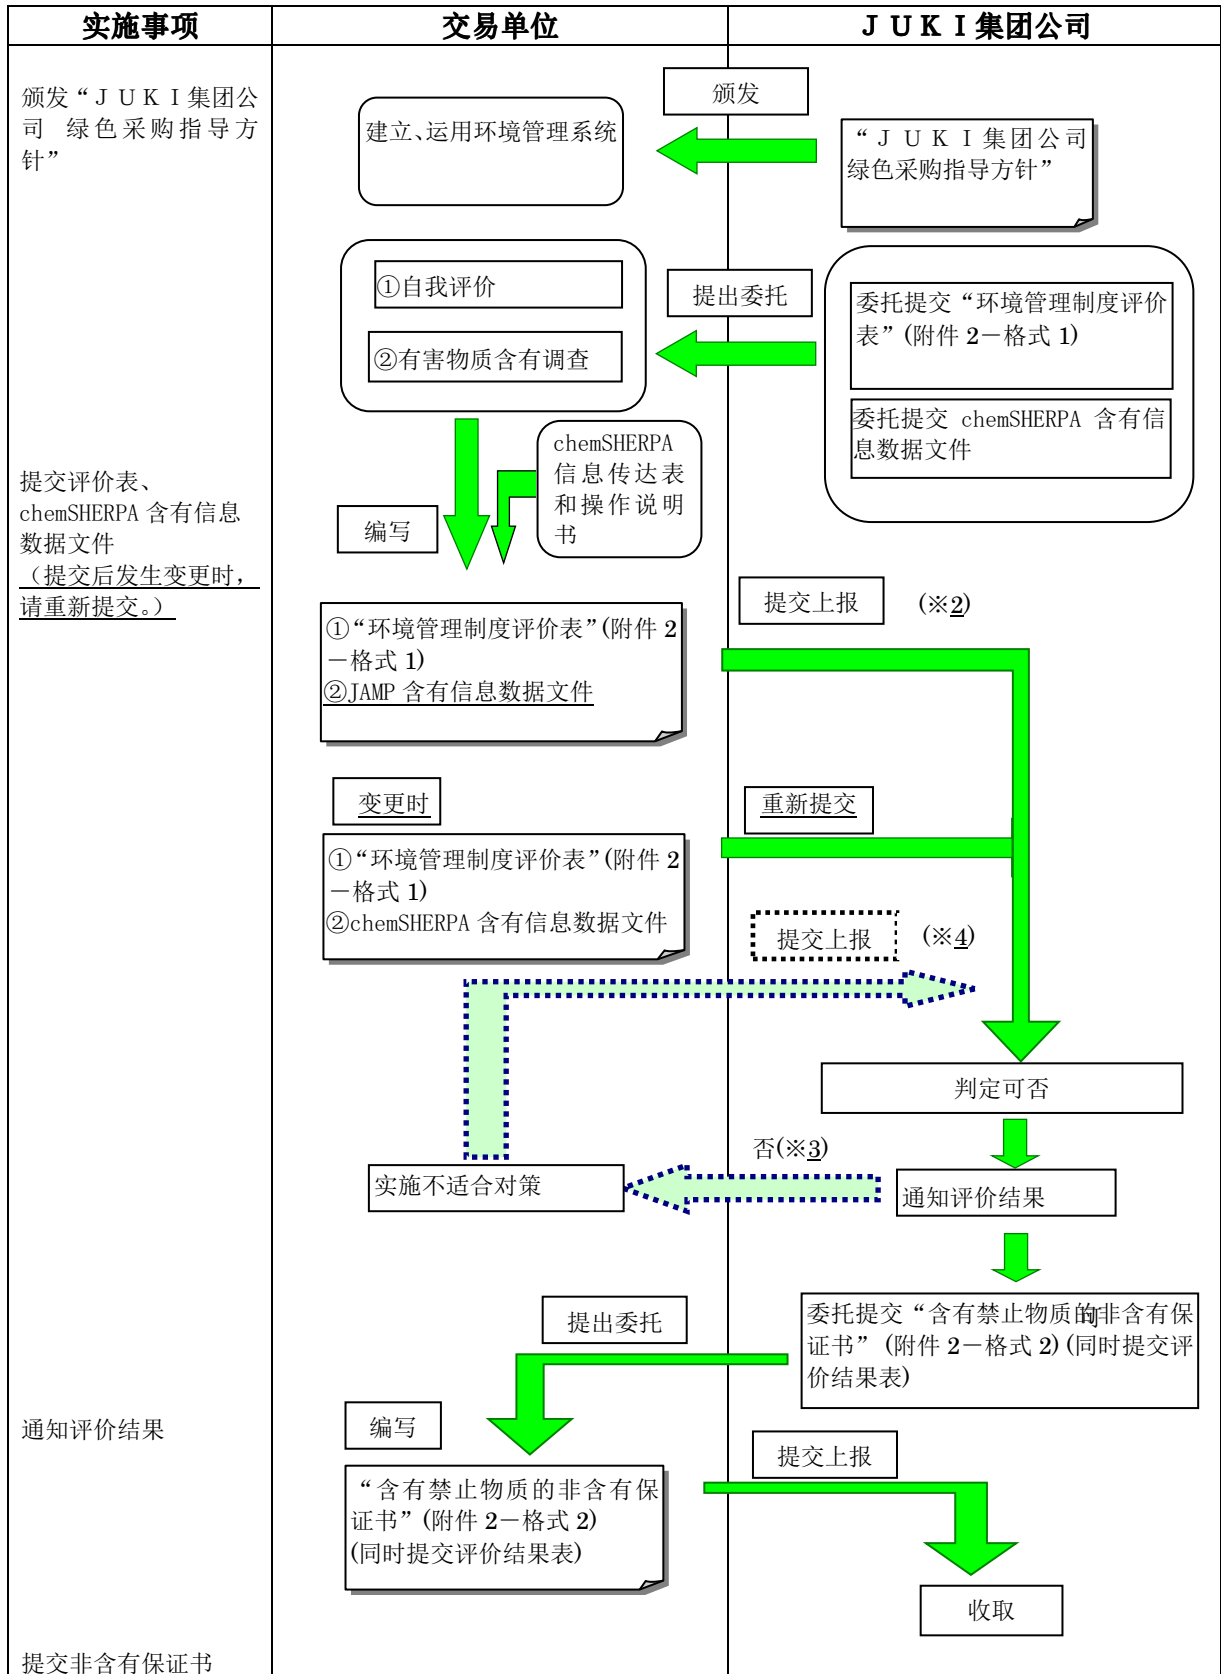 实施事项
交易单位
ＪＵＫＩ集团公司
颁发“ＪＵＫＩ集团公
司 绿色采购指导方
针”
颁发
建立、运用环境管理系统
“ＪＵＫＩ集团公司
绿色采购指导方针”
①自我评价
②有害物质含有调查
提出委托
委托提交“环境管理制度评价
表”(附件 2－格式 1)
委托提交 chemSHERPA 含有信
息数据文件
chemSHERPA
信息传达表
和操作说明
书
编写
提交评价表、
chemSHERPA 含有信息
数据文件
（提交后发生变更时，
请重新提交。）
提交上报 (※2)
①“环境管理制度评价表”(附件 2
－格式 1)
②JAMP 含有信息数据文件
变更时
重新提交
①“环境管理制度评价表”(附件 2
－格式 1)
②chemSHERPA 含有信息数据文件
提交上报 (※4)
判定可否
否(※3)
实施不适合对策
通知评价结果
提出委托
委托提交“含有禁止物质的非含有保
证书” (附件 2－格式 2) (同时提交评
价结果表)
通知评价结果
编写
提交上报
“含有禁止物质的非含有保
证书”(附件 2－格式 2)
(同时提交评价结果表)
收取
提交非含有保证书